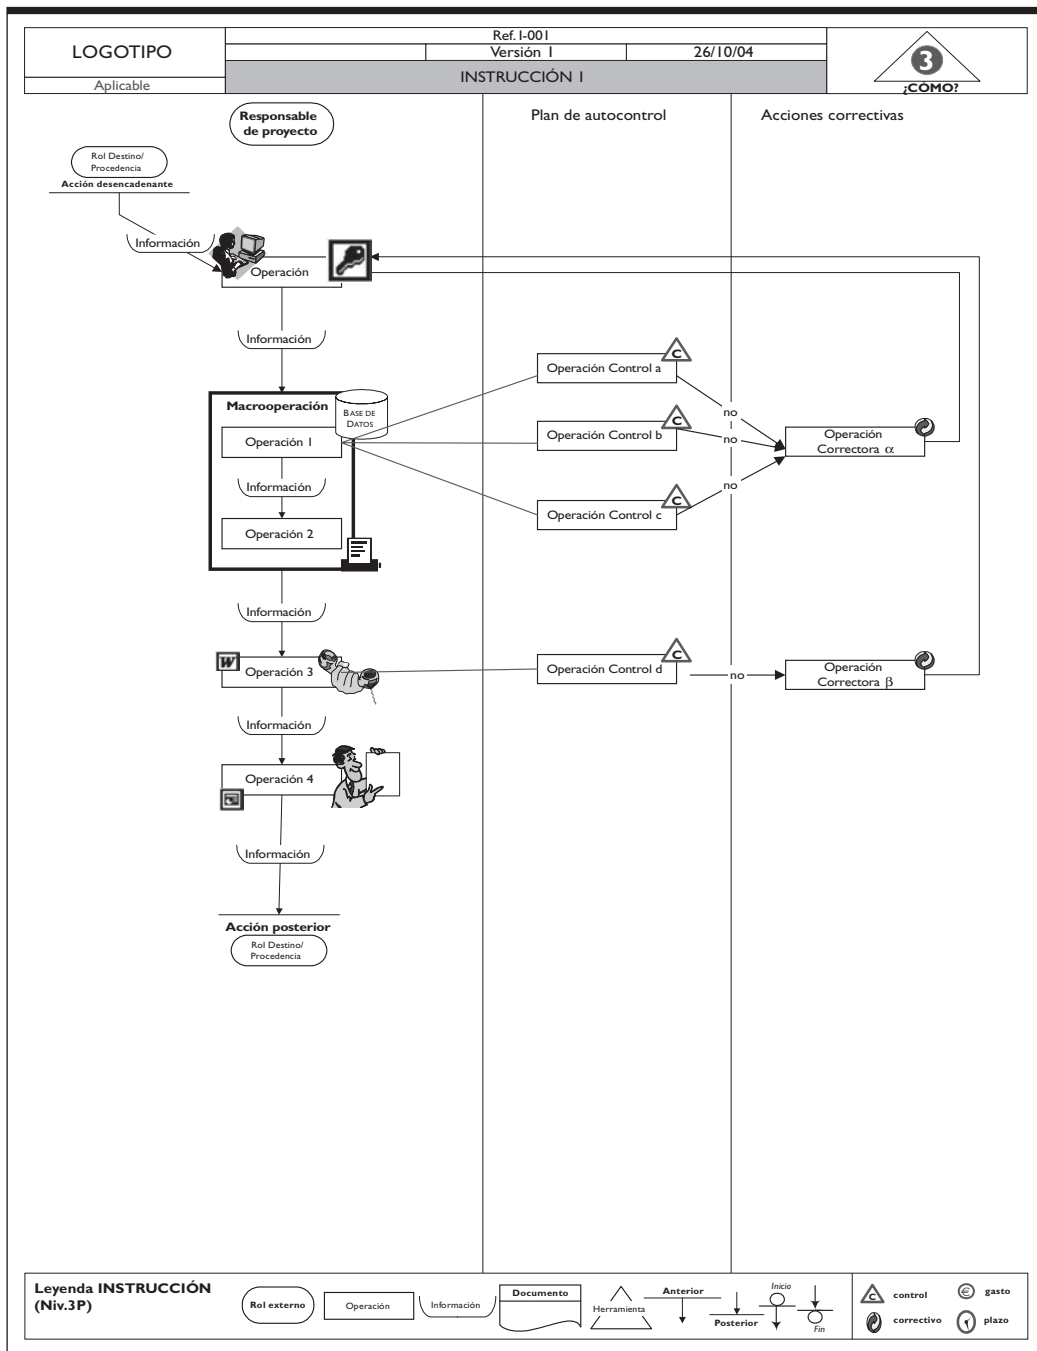 LOGOTIPO
Aplicable
Ref. I-001
Versión 1
26/10/04
INSTRUCCIÓN 1
3
¿CÓMO?
Responsable
de proyecto
Plan de autocontrol
Acciones correctivas
Rol Destino/
Procedencia
Acción desencadenante
Información
Operación
Información
Macrooperación
BASE DE
DATOS
Operación 1
Información
Operación 2
Operación Control a
C
no
Operación Control b
C
no
Operación Control c
C
no
Operación
Correctora α
Información
W
Operación 3
Operación Control d
C
no
Operación
Correctora β
Información
Operación 4
Información
Acción posterior
Rol Destino/
Procedencia
Leyenda INSTRUCCIÓN
(Niv.3P)
Rol externo
Operación
Información
Documento
Herramienta
Anterior
Posterior
Inicio
Fin
C
control
€
gasto
correctivo
plazo